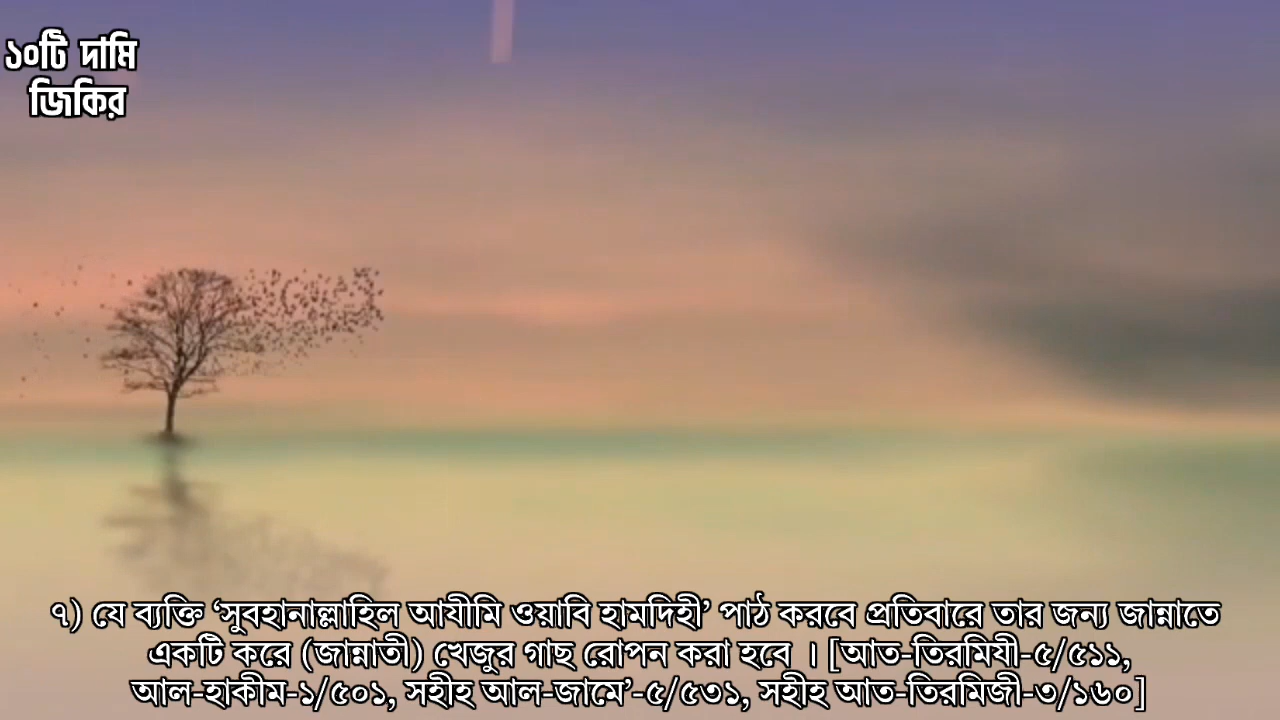 ১০টি দামি
জিকির
৭) যে ব্যক্তি ‘সুবহানাল্লাহিল আযীমি ওয়াবি হামদিহী’ পাঠ করবে প্রতিবারে তার জন্য জান্নাতে
একটি করে (জান্নাতী) খেজুর গাছ রোপন করা হবে । [আত-তিরমিযী-৫/৫১১,
আল-হাকীম-১/৫০১, সহীহ আল-জামে’-৫/৫৩১, সহীহ আত-তিরমিজী-৩/১৬০]